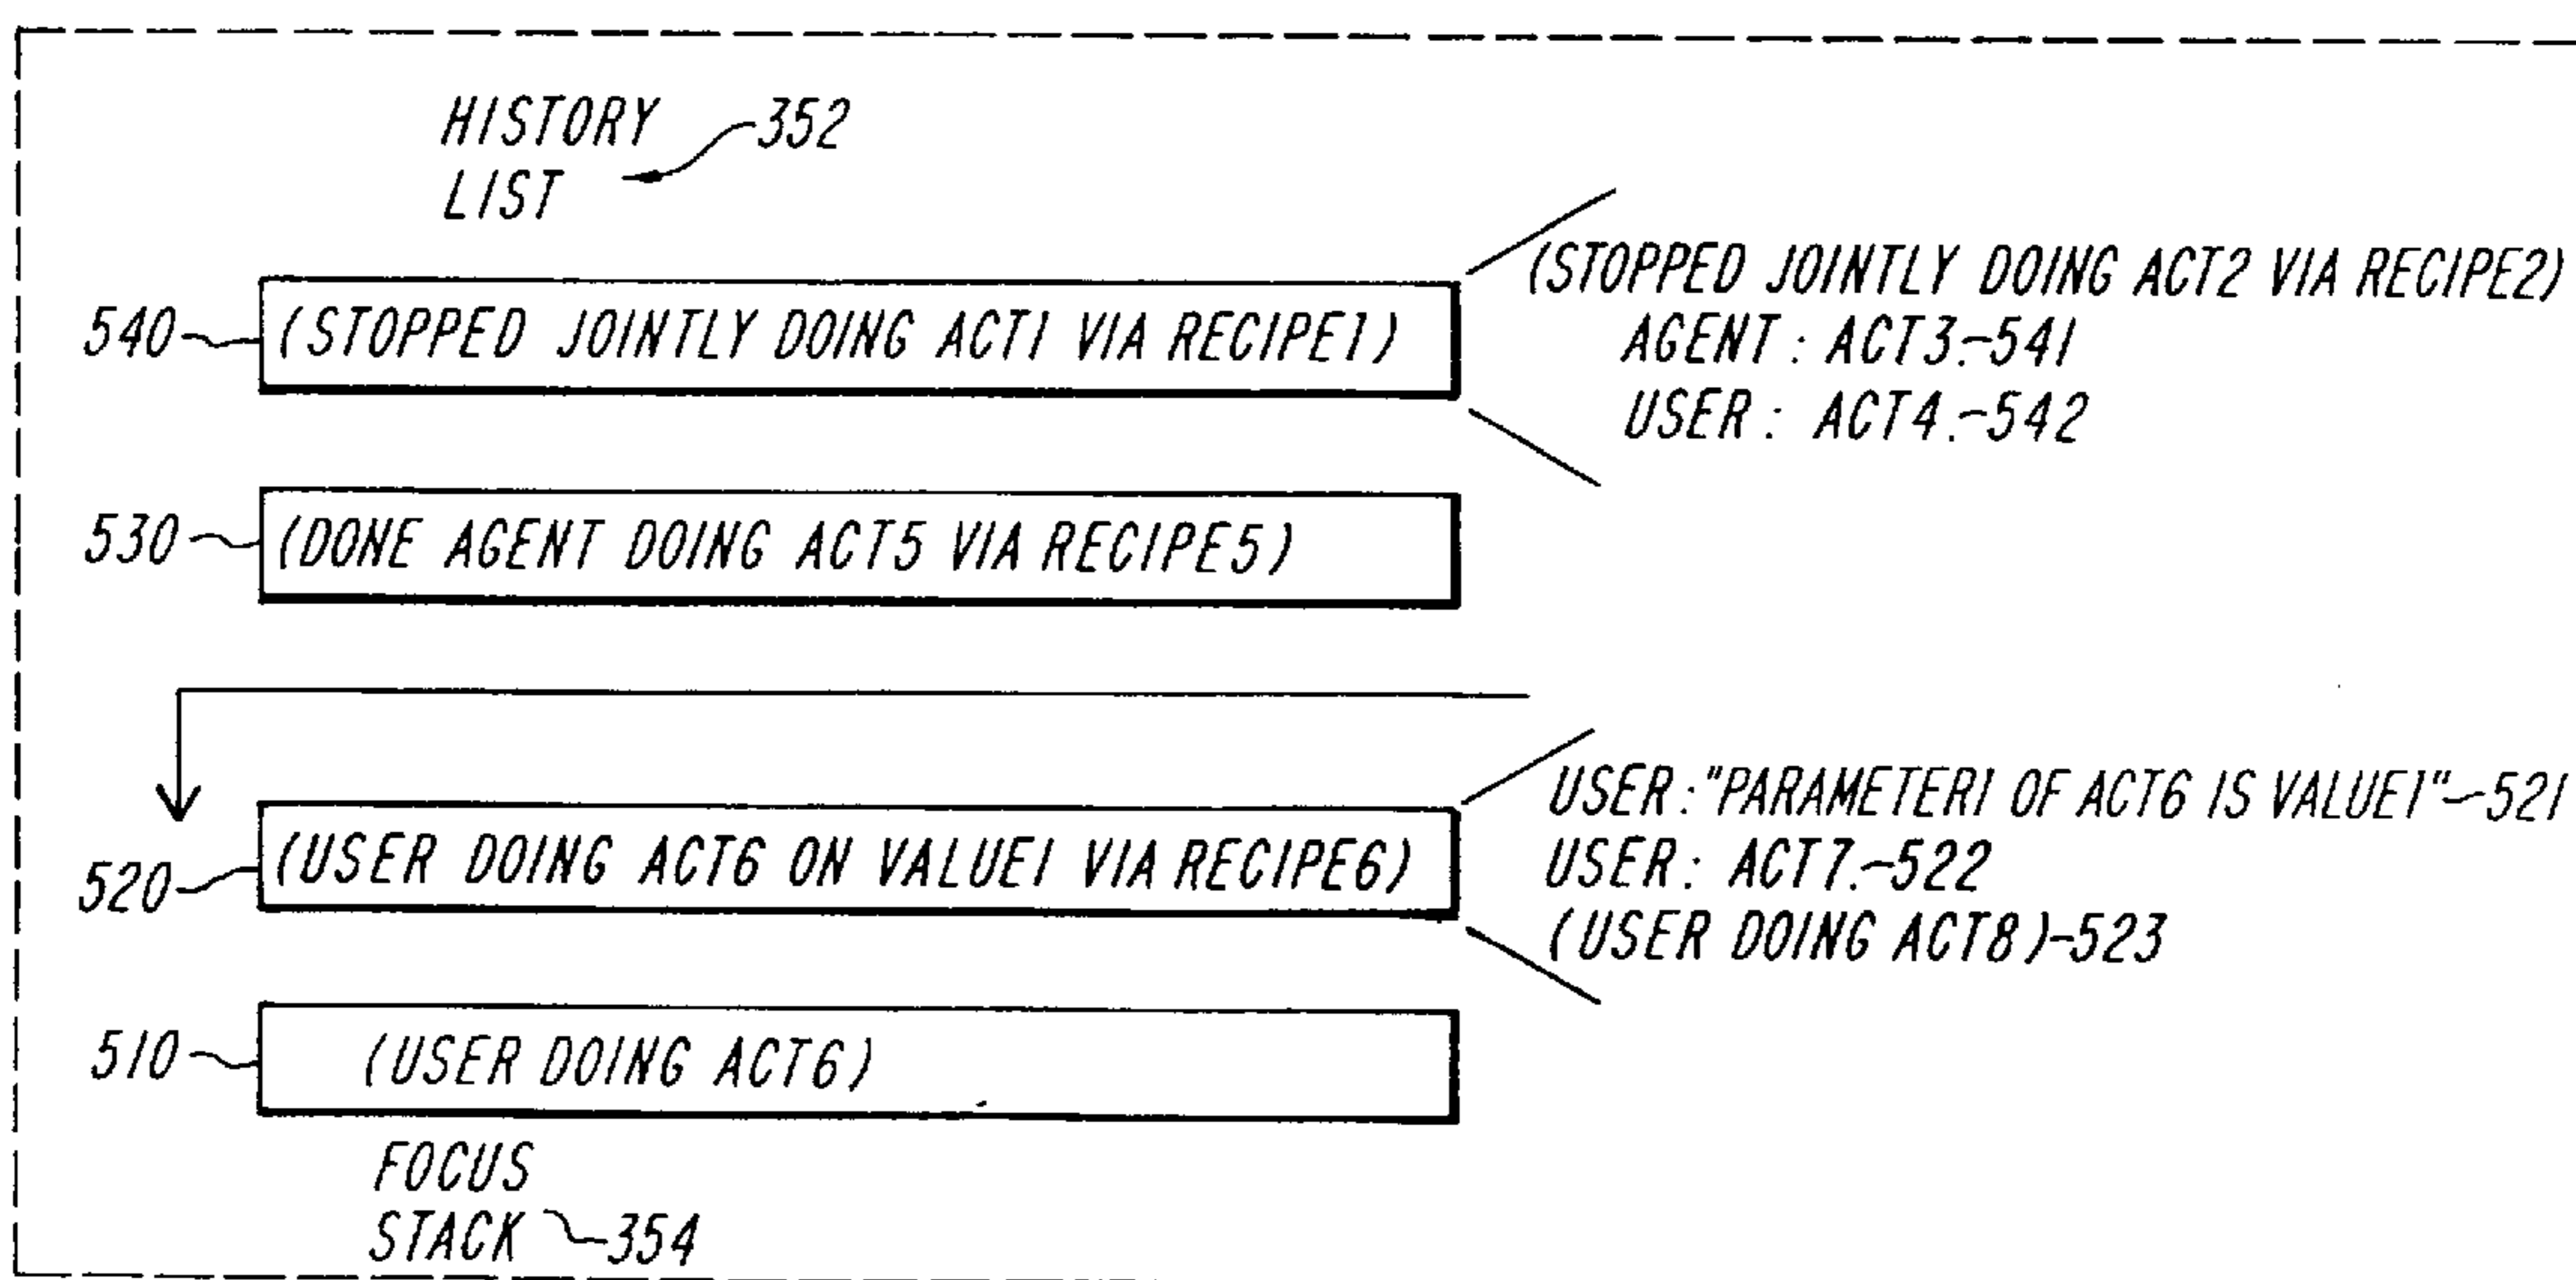 HISTORY
LIST
352
(STOPPED JOINTLY DOING ACT2 VIA RECIPE2)
540
(STOPPED JOINTLY DOING ACT1 VIA RECIPE1)
AGENT: ACT3.-541
USER: ACT4.-542
530
(DONE AGENT DOING ACT5 VIA RECIPE5)
USER:"PARAMETER1 OF ACT6 IS VALUE1"-521
520
(USER DOING ACT6 ON VALUE1 VIA RECIPE6)
USER: ACT7.-522
(USER DOING ACT8)-523
510
(USER DOING ACT6)
FOCUS
STACK
354